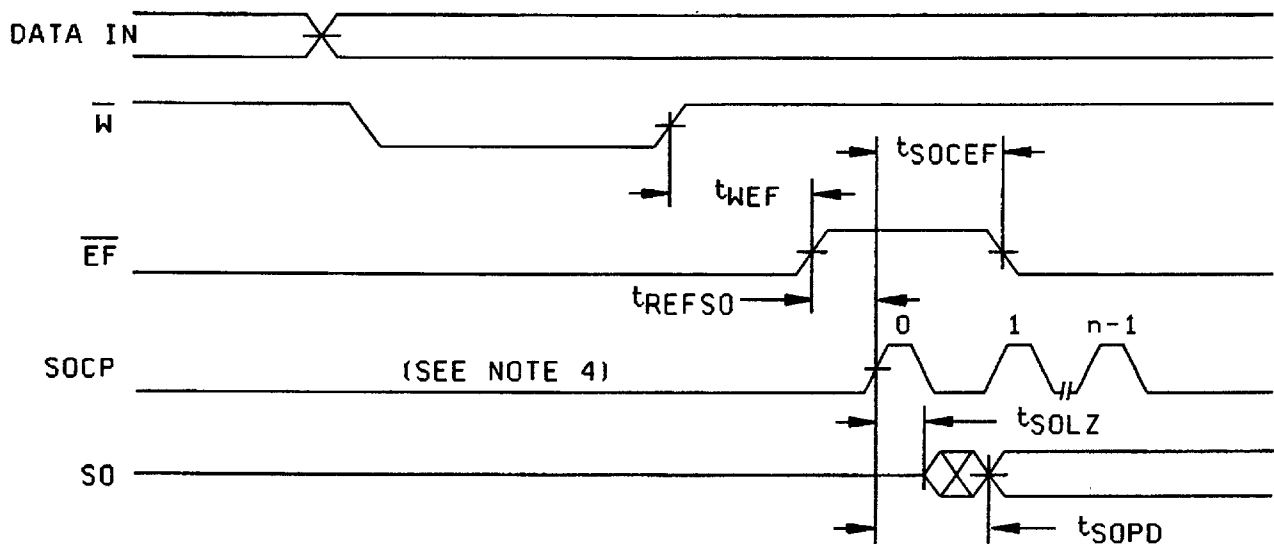 DATA IN
W
tSOCEF
tWEF
EF
tREFSO
0 1 n-1
SOCP (SEE NOTE 4)
tSOLZ
SO
tSOPD